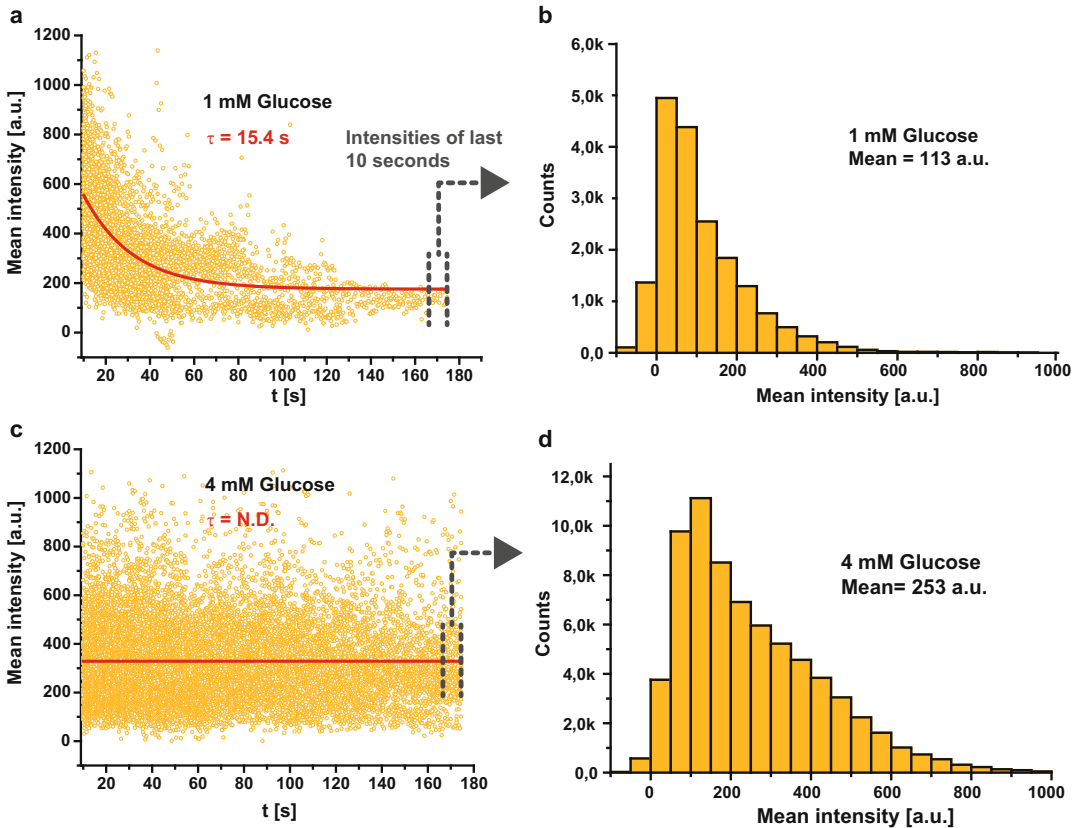 a
Mean intensity [a.u.]
1200
1000
800
600
400
200
0
1 mM Glucose
τ = 15.4 s
Intensities of last
10 seconds
20 40 60 80 100 120 140 160 180
t [s]
b
Counts
6,0k
5,0k
4,0k
3,0k
2,0k
1,0k
0,0
1 mM Glucose
Mean = 113 a.u.
0 200 400 600 800 1000
Mean intensity [a.u.]
c
Mean intensity [a.u.]
1200
1000
800
600
400
200
0
4 mM Glucose
τ = N.D.
20 40 60 80 100 120 140 160 180
t [s]
d
Counts
12,0k
10,0k
8,0k
6,0k
4,0k
2,0k
0,0
4 mM Glucose
Mean= 253 a.u.
0 200 400 600 800 1000
Mean intensity [a.u.]